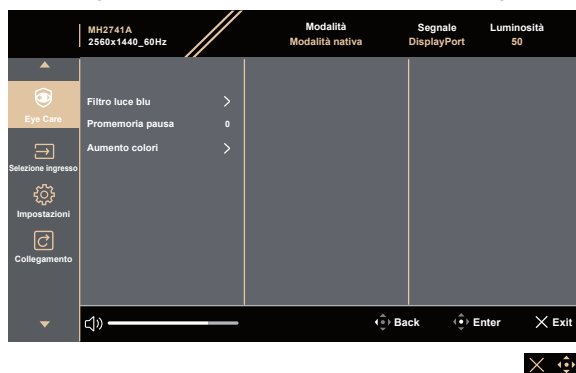 MH2741A
2560x1440_60Hz
Modalità
Modalità nativa
Segnale
DisplayPort
Luminosità
50
Eye Care
Selezione ingresso
Impostazioni
Collegamento
Filtro luce blu
Promemoria pausa 0
Aumento colori
Back
Enter
Exit